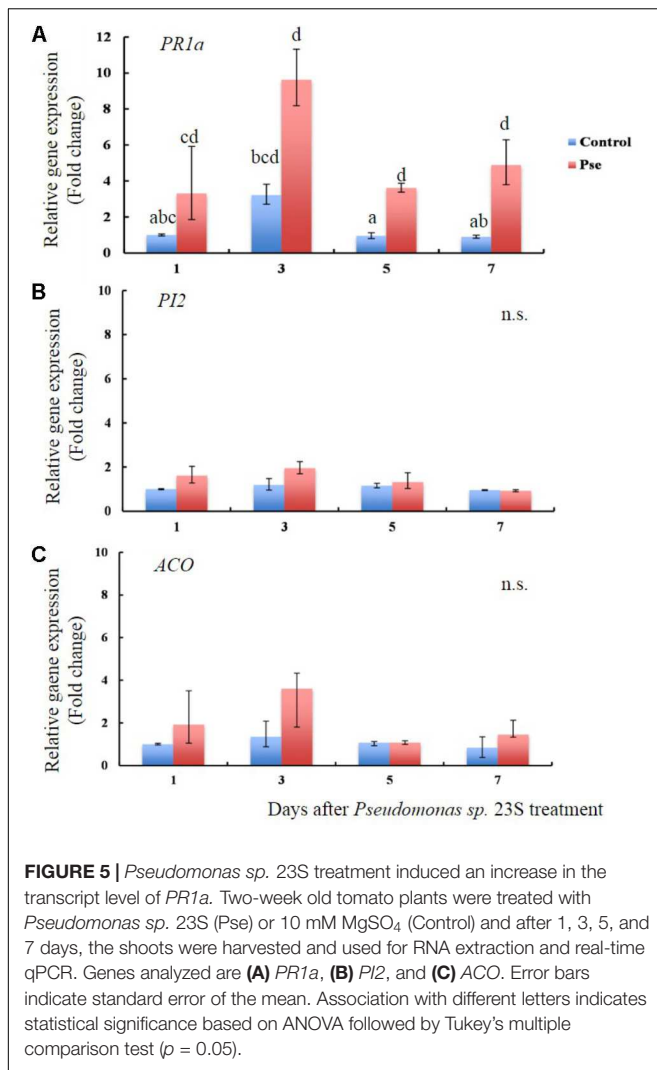 A
PR1a
Relative gene expression
(Fold change)
12
10
8
6
4
2
0
abc
cd
bcd
d
a
d
ab
d
1
3
5
7
Control
Pse
B
PI2
n.s.
Relative gene expression
(Fold change)
10
8
6
4
2
0
1
3
5
7
C
ACO
n.s.
Relative gaene expression
(Fold change)
10
8
6
4
2
0
1
3
5
7
Days after Pseudomonas sp. 23S treatment
FIGURE 5 | Pseudomonas sp. 23S treatment induced an increase in the
transcript level of PR1a. Two-week old tomato plants were treated with
Pseudomonas sp. 23S (Pse) or 10 mM MgSO₄ (Control) and after 1, 3, 5, and
7 days, the shoots were harvested and used for RNA extraction and real-time
qPCR. Genes analyzed are (A) PR1a, (B) PI2, and (C) ACO. Error bars
indicate standard error of the mean. Association with different letters indicates
statistical significance based on ANOVA followed by Tukey's multiple
comparison test (p = 0.05).